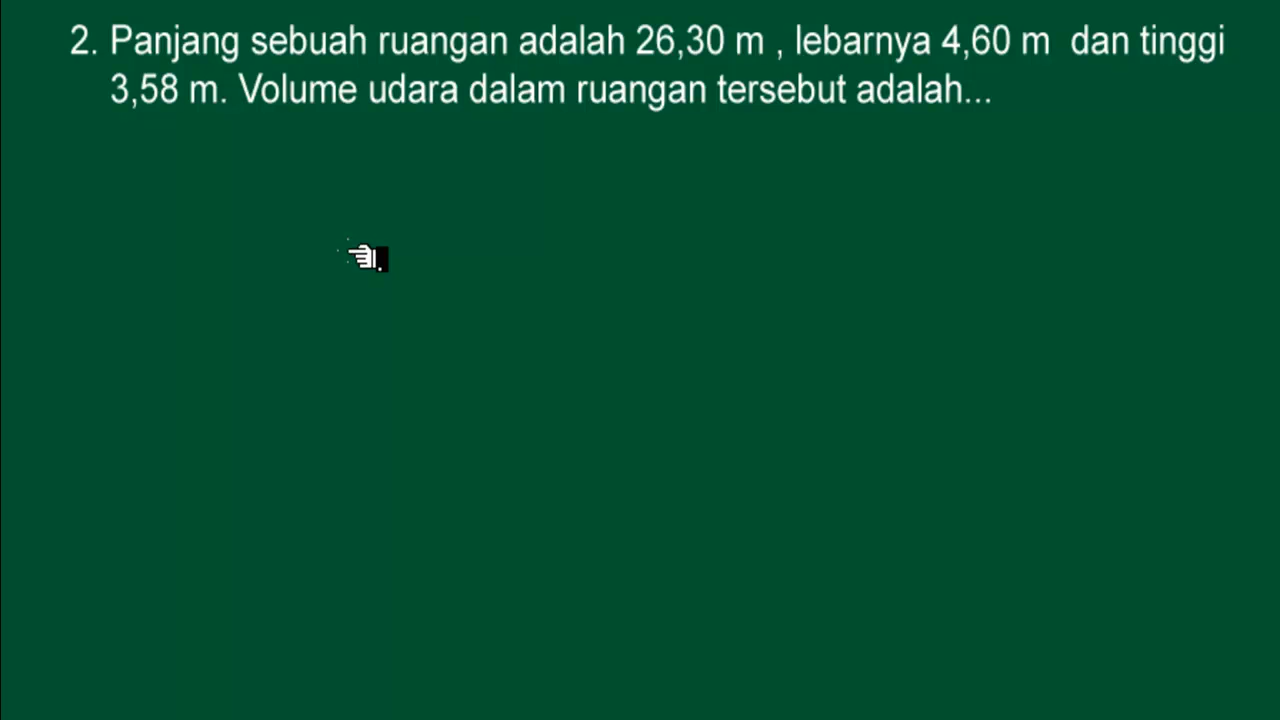 2. Panjang sebuah ruangan adalah 26,30 m , lebarnya 4,60 m dan tinggi
3,58 m. Volume udara dalam ruangan tersebut adalah...